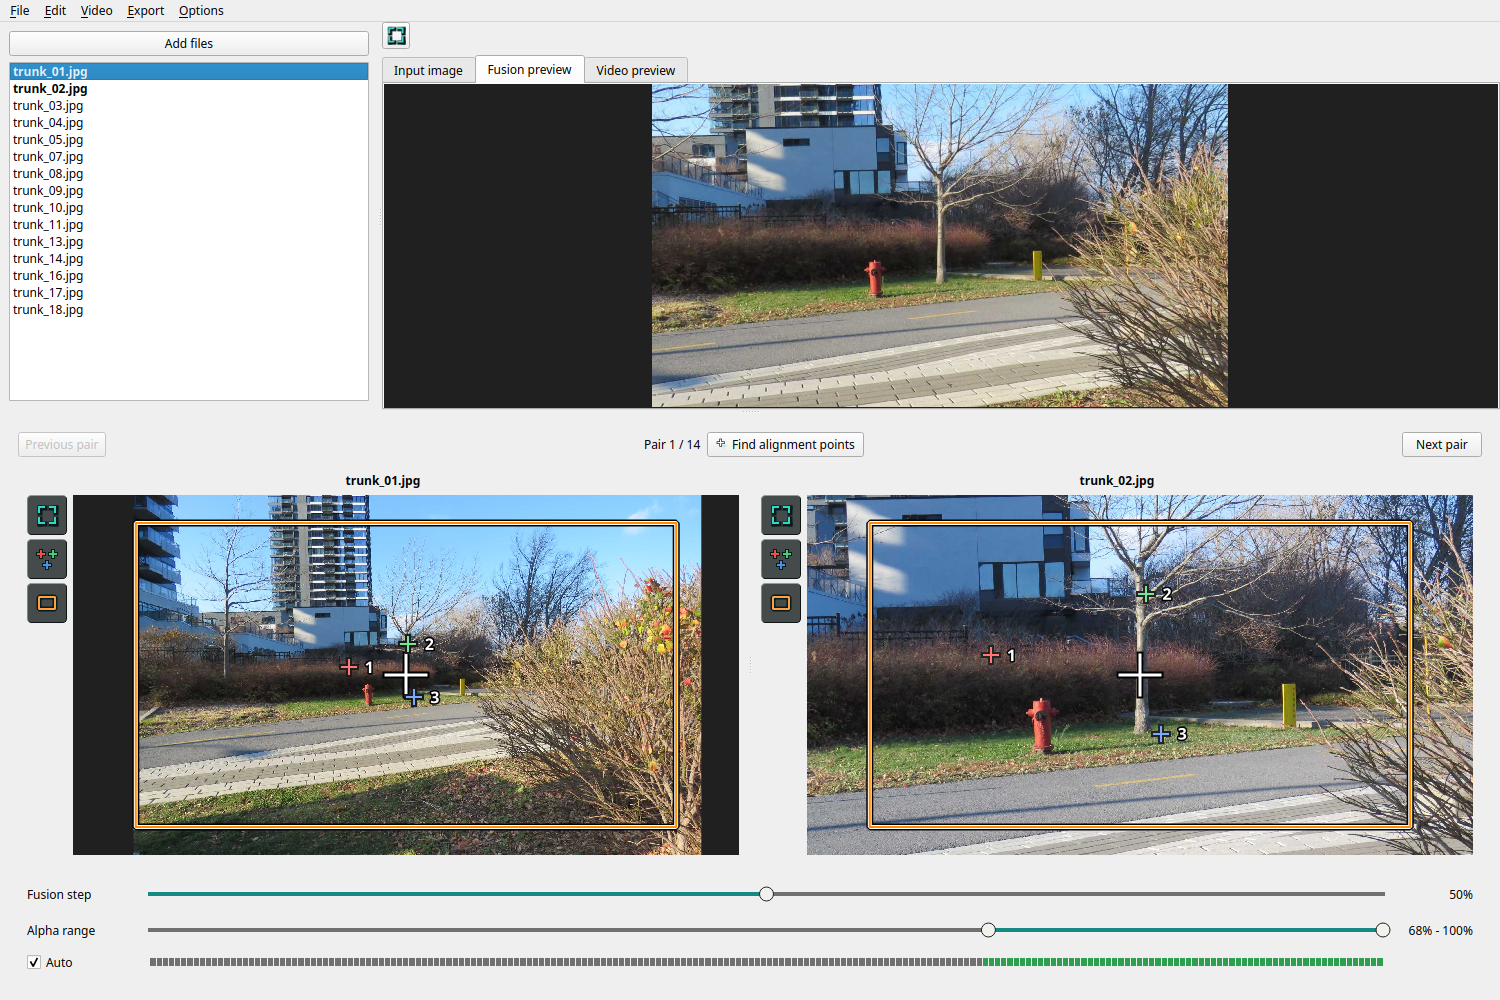 File Edit Video Export Options
Add files
trunk_01.jpg
trunk_02.jpg
trunk_03.jpg
trunk_04.jpg
trunk_05.jpg
trunk_07.jpg
trunk_08.jpg
trunk_09.jpg
trunk_10.jpg
trunk_11.jpg
trunk_13.jpg
trunk_14.jpg
trunk_16.jpg
trunk_17.jpg
trunk_18.jpg
Input image Fusion preview Video preview
Previous pair Pair 1 / 14 Find alignment points Next pair
trunk_01.jpg trunk_02.jpg
2
1
3
2
1
3
Fusion step 50%
Alpha range 68% - 100%
Auto